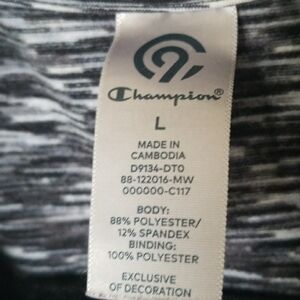 Champion®
L
MADE IN
CAMBODIA
D9134-DT0
88-122016-MW
000000-C117
BODY:
88% POLYESTER/
12% SPANDEX
BINDING:
100% POLYESTER
EXCLUSIVE
OF DECORATION